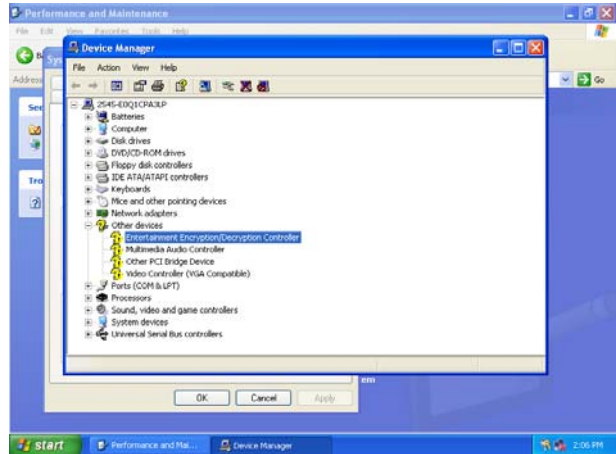 Performance and Maintenance
File Edit View Favorites Tools Help
Device Manager
File Action View Help
Address
Go
2545-E0Q1CPA3LP
Batteries
Computer
Disk drives
DVD/CD-ROM drives
Floppy disk controllers
IDE ATA/ATAPI controllers
Keyboards
Mice and other pointing devices
Network adapters
Other devices
Entertainment Encryption/Decryption Controller
Multimedia Audio Controller
Other PCI Bridge Device
Video Controller (VGA Compatible)
Ports (COM & LPT)
Processors
Sound, video and game controllers
System devices
Universal Serial Bus controllers
See
Tro
em
OK Cancel Apply
start
Performance and Mai...
Device Manager
2:06 PM